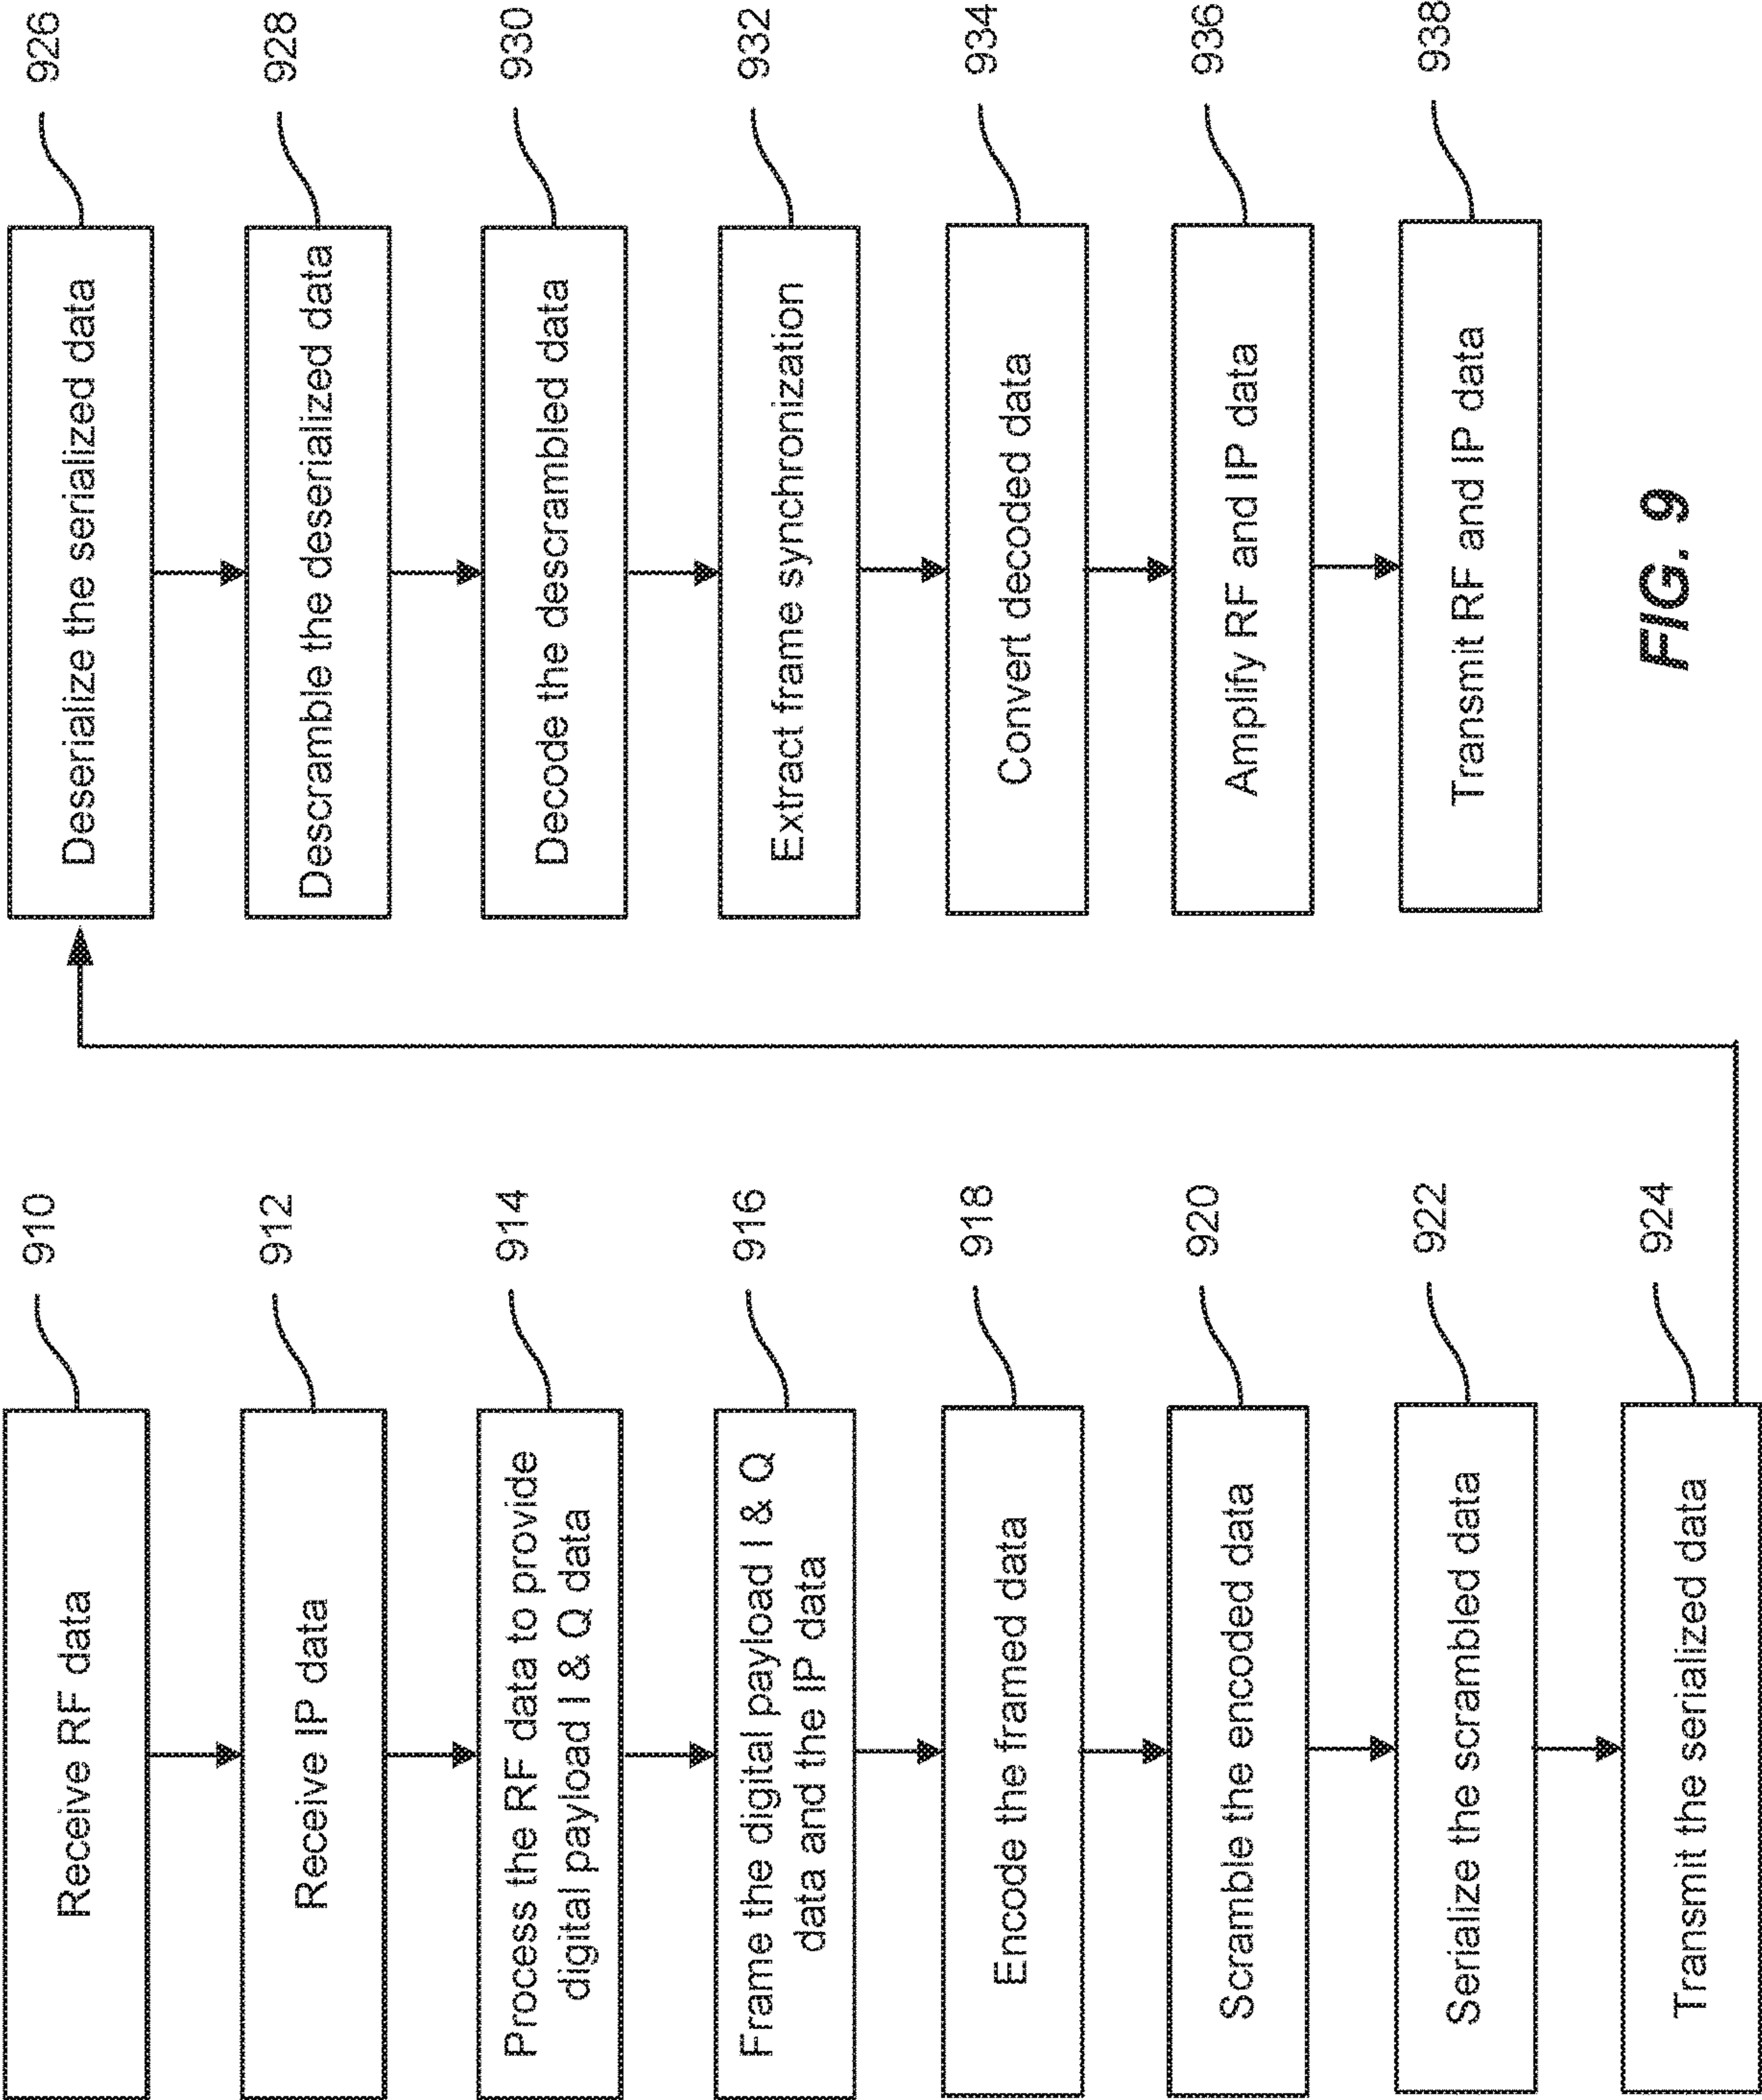 910
Receive RF data
912
Receive IP data
914
Process the RF data to provide
digital payload I & Q data
916
Frame the digital payload I & Q
data and the IP data
918
Encode the framed data
920
Scramble the encoded data
922
Serialize the scrambled data
924
Transmit the serialized data
926
Deserialize the serialized data
928
Descramble the deserialized data
930
Decode the descrambled data
932
Extract frame synchronization
934
Convert decoded data
936
Amplify RF and IP data
938
Transmit RF and IP data
FIG. 9